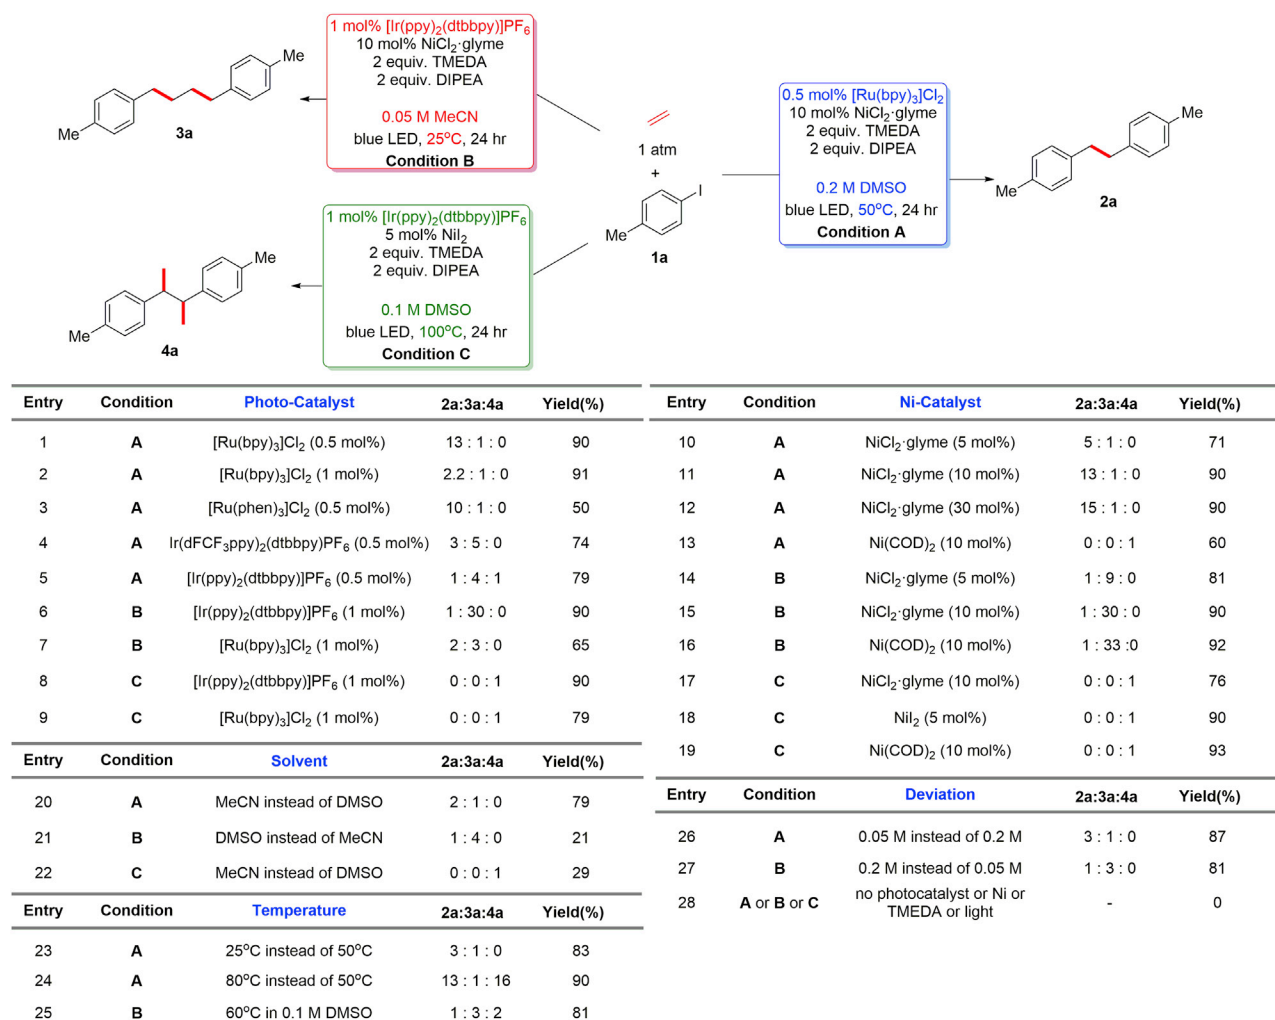 1 mol% [Ir(ppy)₂(dtbbpy)]PF₆
10 mol% NiCl₂·glyme
2 equiv. TMEDA
2 equiv. DIPEA
0.05 M MeCN
blue LED, 25°C, 24 hr
Condition B
Me
Me
3a
1 atm
+
I
Me
1a
0.5 mol% [Ru(bpy)₃]Cl₂
10 mol% NiCl₂·glyme
2 equiv. TMEDA
2 equiv. DIPEA
0.2 M DMSO
blue LED, 50°C, 24 hr
Condition A
Me
Me
2a
1 mol% [Ir(ppy)₂(dtbbpy)]PF₆
5 mol% NiI₂
2 equiv. TMEDA
2 equiv. DIPEA
0.1 M DMSO
blue LED, 100°C, 24 hr
Condition C
Me
Me
4a
Entry Condition Photo-Catalyst 2a:3a:4a Yield(%)
1 A [Ru(bpy)₃]Cl₂ (0.5 mol%) 13 : 1 : 0 90
2 A [Ru(bpy)₃]Cl₂ (1 mol%) 2.2 : 1 : 0 91
3 A [Ru(phen)₃]Cl₂ (0.5 mol%) 10 : 1 : 0 50
4 A Ir(dFCF₃ppy)₂(dtbbpy)PF₆ (0.5 mol%) 3 : 5 : 0 74
5 A [Ir(ppy)₂(dtbbpy)]PF₆ (0.5 mol%) 1 : 4 : 1 79
6 B [Ir(ppy)₂(dtbbpy)]PF₆ (1 mol%) 1 : 30 : 0 90
7 B [Ru(bpy)₃]Cl₂ (1 mol%) 2 : 3 : 0 65
8 C [Ir(ppy)₂(dtbbpy)]PF₆ (1 mol%) 0 : 0 : 1 90
9 C [Ru(bpy)₃]Cl₂ (1 mol%) 0 : 0 : 1 79
Entry Condition Solvent 2a:3a:4a Yield(%)
20 A MeCN instead of DMSO 2 : 1 : 0 79
21 B DMSO instead of MeCN 1 : 4 : 0 21
22 C MeCN instead of DMSO 0 : 0 : 1 29
Entry Condition Temperature 2a:3a:4a Yield(%)
23 A 25°C instead of 50°C 3 : 1 : 0 83
24 A 80°C instead of 50°C 13 : 1 : 16 90
25 B 60°C in 0.1 M DMSO 1 : 3 : 2 81
Entry Condition Ni-Catalyst 2a:3a:4a Yield(%)
10 A NiCl₂·glyme (5 mol%) 5 : 1 : 0 71
11 A NiCl₂·glyme (10 mol%) 13 : 1 : 0 90
12 A NiCl₂·glyme (30 mol%) 15 : 1 : 0 90
13 A Ni(COD)₂ (10 mol%) 0 : 0 : 1 60
14 B NiCl₂·glyme (5 mol%) 1 : 9 : 0 81
15 B NiCl₂·glyme (10 mol%) 1 : 30 : 0 90
16 B Ni(COD)₂ (10 mol%) 1 : 33 :0 92
17 C NiCl₂·glyme (10 mol%) 0 : 0 : 1 76
18 C NiI₂ (5 mol%) 0 : 0 : 1 90
19 C Ni(COD)₂ (10 mol%) 0 : 0 : 1 93
Entry Condition Deviation 2a:3a:4a Yield(%)
26 A 0.05 M instead of 0.2 M 3 : 1 : 0 87
27 B 0.2 M instead of 0.05 M 1 : 3 : 0 81
28 A or B or C no photocatalyst or Ni or - 0
TMEDA or light